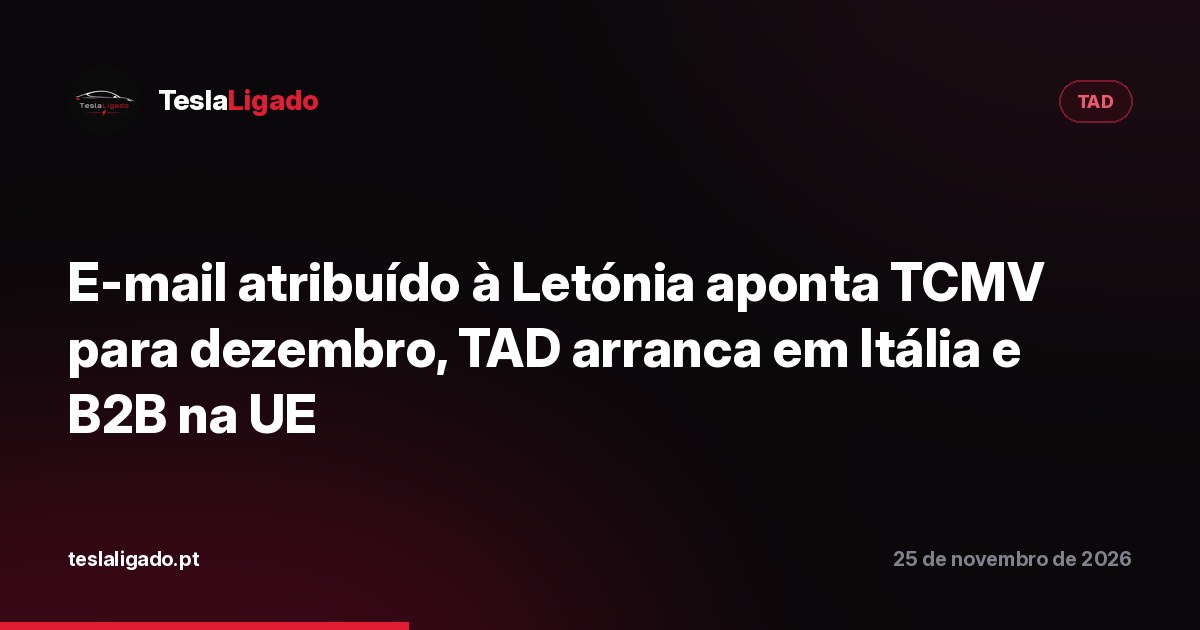 TeslaLigado
TeslaLigado
TAD
E-mail atribuído à Letónia aponta TCMV
para dezembro, TAD arranca em Itália e
B2B na UE
teslaligado.pt
25 de novembro de 2026